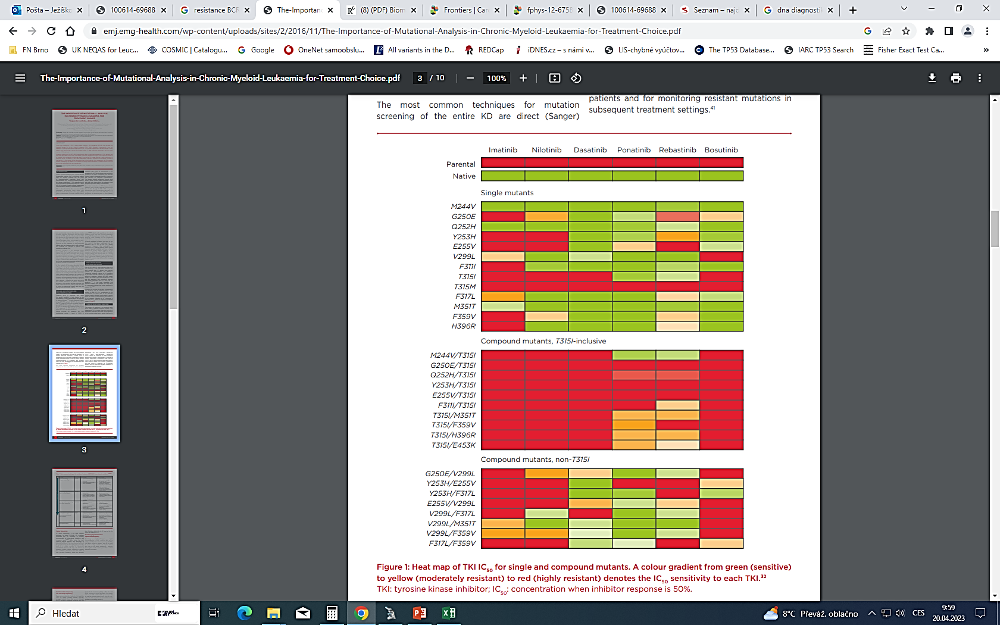 Pošta – Ježíško
100614-69688
resistance BCR
The-Importanc
(8) (PDF) Biom
Frontiers | Car
fphys-12-6758
100614-69688
Seznam – najd
dna diagnostik
emj.emg-health.com/wp-content/uploads/sites/2/2016/11/The-Importance-of-Mutational-Analysis-in-Chronic-Myeloid-Leukaemia-for-Treatment-Choice.pdf
FN Brno
UK NEQAS for Leuc...
COSMIC | Catalogu...
Google
OneNet samoobslu...
All variants in the D...
REDCap
iDNES.cz – s námi v...
LIS-chybné vyúčtov...
The TP53 Database...
IARC TP53 Search
Fisher Exact Test Ca...
»
The-Importance-of-Mutational-Analysis-in-Chronic-Myeloid-Leukaemia-for-Treatment-Choice.pdf
3 / 10
100%
1
2
3
4
The most common techniques for mutation
screening of the entire KD are direct (Sanger)
patients and for monitoring resistant mutations in
subsequent treatment settings.⁴¹
Imatinib Nilotinib Dasatinib Ponatinib Rebastinib Bosutinib
Parental
Native
Single mutants
M244V
G250E
Q252H
Y253H
E255V
V299L
F311I
T315I
T315M
F317L
M351T
F359V
H396R
Compound mutants, T315I-inclusive
M244V/T315I
G250E/T315I
Q252H/T315I
Y253H/T315I
E255V/T315I
F311I/T315I
T315I/M351T
T315I/F359V
T315I/H396R
T315I/E453K
Compound mutants, non-T315I
G250E/V299L
Y253H/E255V
Y253H/F317L
E255V/V299L
V299L/F317L
V299L/M351T
V299L/F359V
F317L/F359V
Figure 1: Heat map of TKI IC₅₀ for single and compound mutants. A colour gradient from green (sensitive)
to yellow (moderately resistant) to red (highly resistant) denotes the IC₅₀ sensitivity to each TKI.³²
TKI: tyrosine kinase inhibitor; IC₅₀: concentration when inhibitor response is 50%.
Hledat
8°C Převáž. oblačno
CES
9:59
20.04.2023